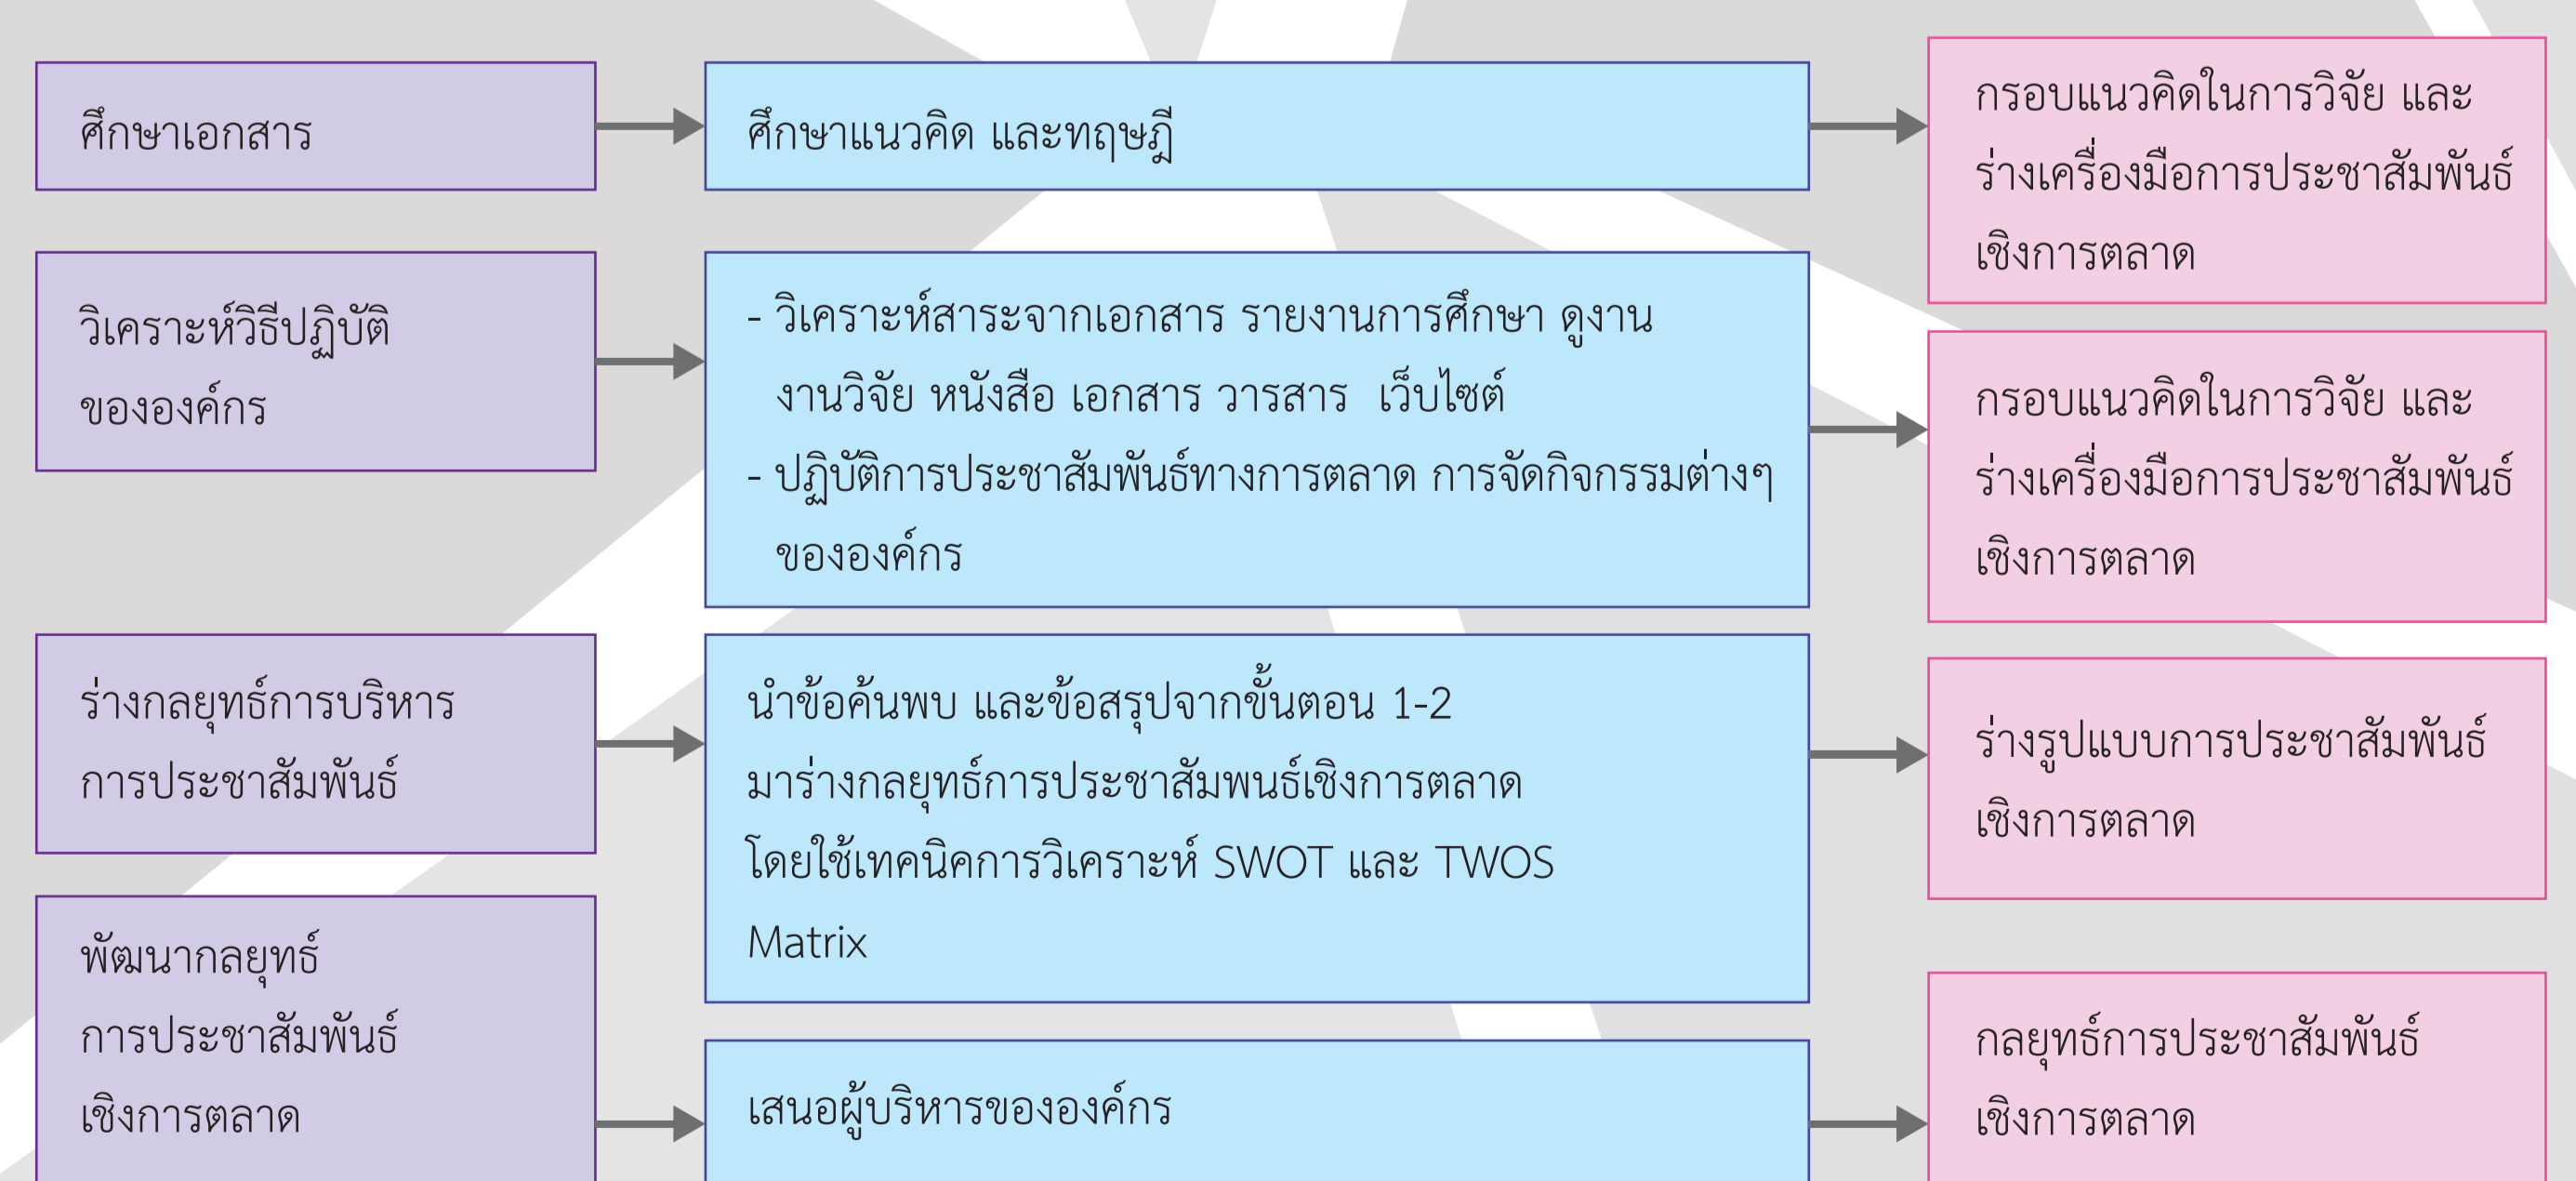 ศึกษาเอกสาร
ศึกษาแนวคิด และทฤษฎี
กรอบแนวคิดในการวิจัย และ
ร่างเครื่องมือการประชาสัมพันธ์
เชิงการตลาด
วิเคราะห์วิธีปฏิบัติ
ขององค์กร
- วิเคราะห์สาระจากเอกสาร รายงานการศึกษา ดูงาน
งานวิจัย หนังสือ เอกสาร วารสาร เว็บไซต์
- ปฏิบัติการประชาสัมพันธ์ทางการตลาด การจัดกิจกรรมต่างๆ
ขององค์กร
กรอบแนวคิดในการวิจัย และ
ร่างเครื่องมือการประชาสัมพันธ์
เชิงการตลาด
ร่างกลยุทธ์การบริหาร
การประชาสัมพันธ์
นำข้อค้นพบ และข้อสรุปจากขั้นตอน 1-2
มาร่างกลยุทธ์การประชาสัมพนธ์เชิงการตลาด
โดยใช้เทคนิคการวิเคราะห์ SWOT และ TWOS
Matrix
ร่างรูปแบบการประชาสัมพันธ์
เชิงการตลาด
พัฒนากลยุทธ์
การประชาสัมพันธ์
เชิงการตลาด
เสนอผู้บริหารขององค์กร
กลยุทธ์การประชาสัมพันธ์
เชิงการตลาด